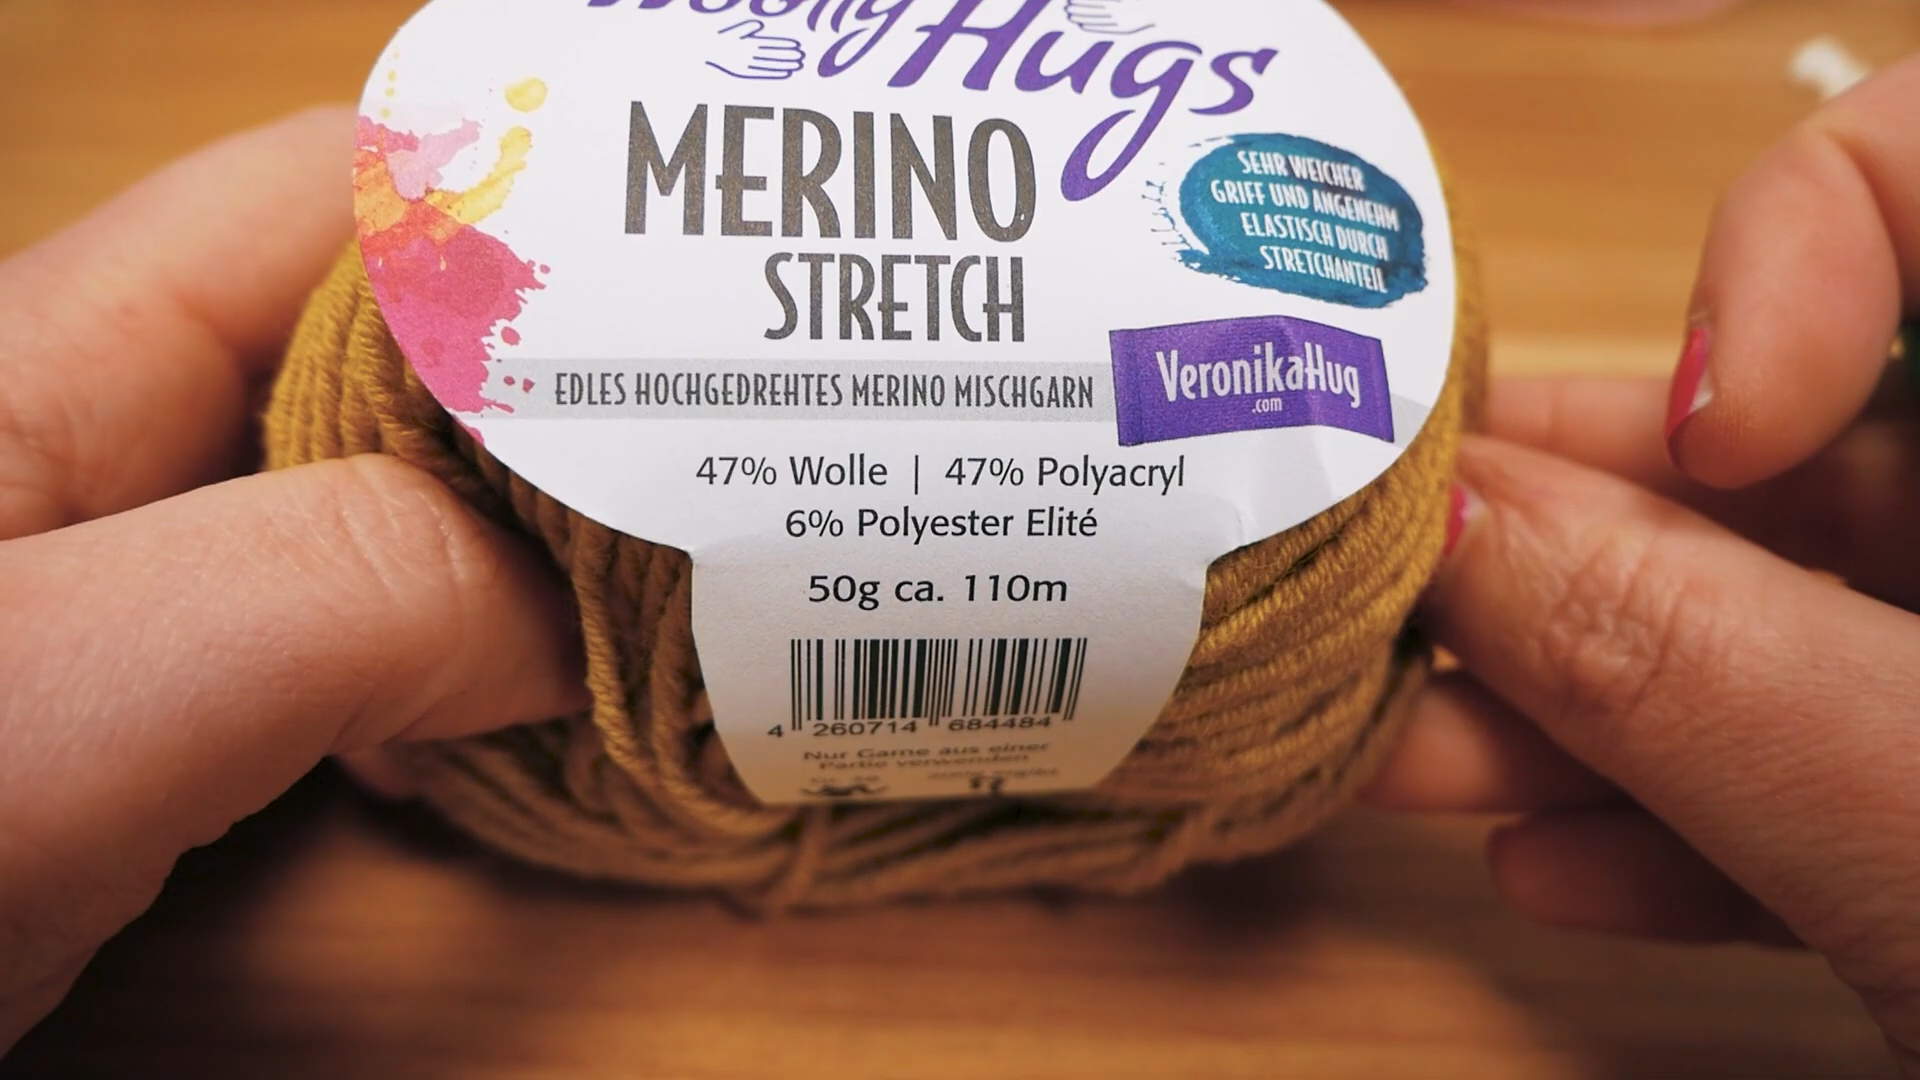 Woolly Hugs
MERINO
STRETCH
SEHR WEICHER
GRIFF UND ANGENEHM
ELASTISCH DURCH
STRETCHANTEIL
EDLES HOCHGEDREHTES MERINO MISCHGARN
VeronikaHug
.com
47% Wolle | 47% Polyacryl
6% Polyester Elité
50g ca. 110m
4 260714 684484
Nur Garne aus einer
Partie verwenden